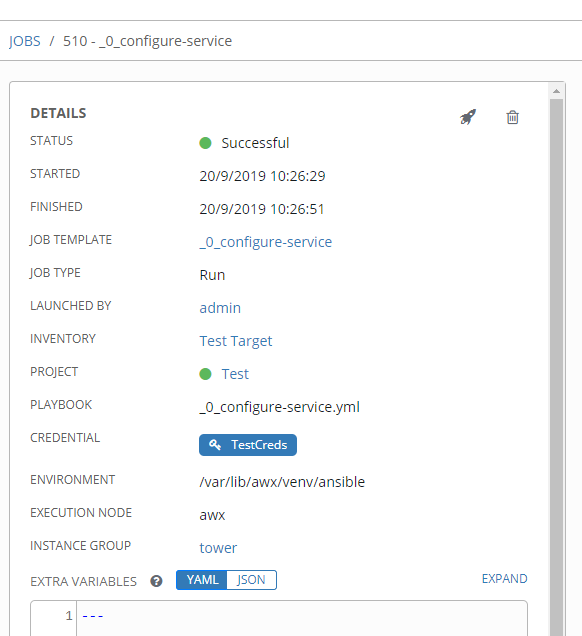 JOBS / 510 - _0_configure-service
DETAILS
STATUS Successful
STARTED 20/9/2019 10:26:29
FINISHED 20/9/2019 10:26:51
JOB TEMPLATE _0_configure-service
JOB TYPE Run
LAUNCHED BY admin
INVENTORY Test Target
PROJECT Test
PLAYBOOK _0_configure-service.yml
CREDENTIAL TestCreds
ENVIRONMENT /var/lib/awx/venv/ansible
EXECUTION NODE awx
INSTANCE GROUP tower
EXTRA VARIABLES ? YAML JSON EXPAND
1 ---